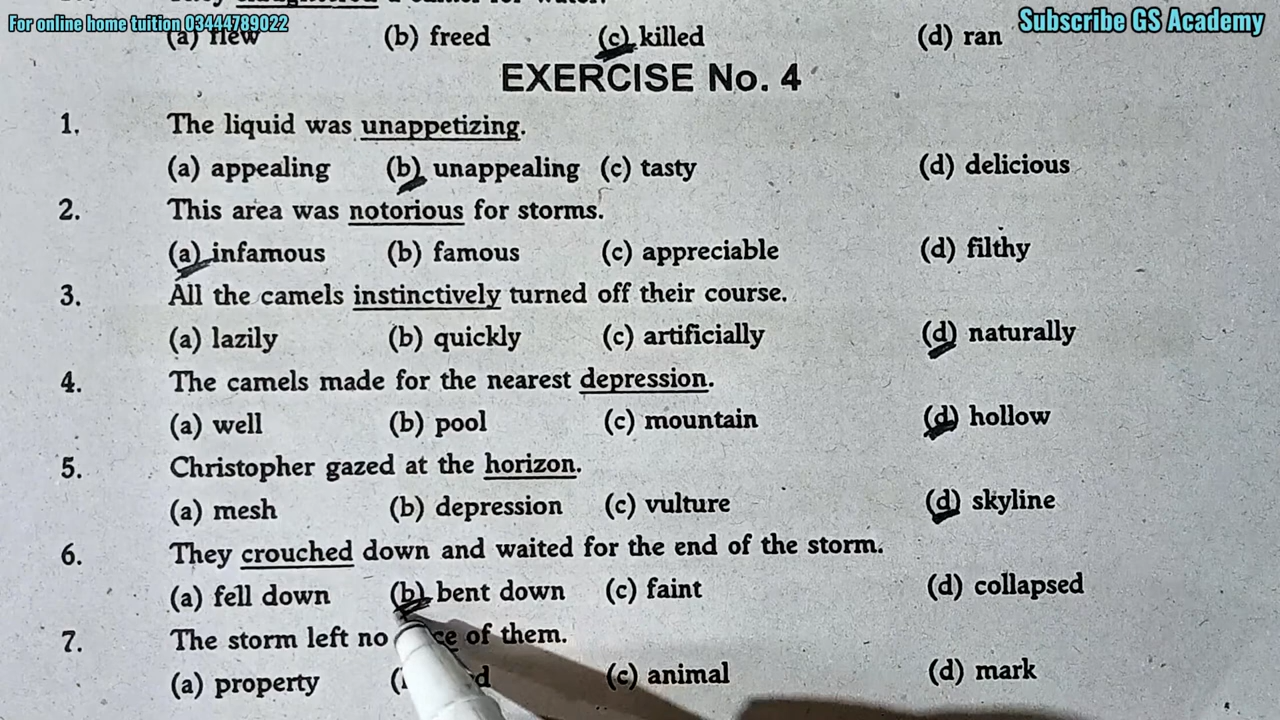 For online home tuition 03444789022
Subscribe GS Academy
(a) flew (b) freed (c) killed (d) ran
EXERCISE No. 4
1. The liquid was unappetizing.
(a) appealing (b) unappealing (c) tasty (d) delicious
2. This area was notorious for storms.
(a) infamous (b) famous (c) appreciable (d) filthy
3. All the camels instinctively turned off their course.
(a) lazily (b) quickly (c) artificially (d) naturally
4. The camels made for the nearest depression.
(a) well (b) pool (c) mountain (d) hollow
5. Christopher gazed at the horizon.
(a) mesh (b) depression (c) vulture (d) skyline
6. They crouched down and waited for the end of the storm.
(a) fell down (b) bent down (c) faint (d) collapsed
7. The storm left no of them.
(a) property (c) animal (d) mark